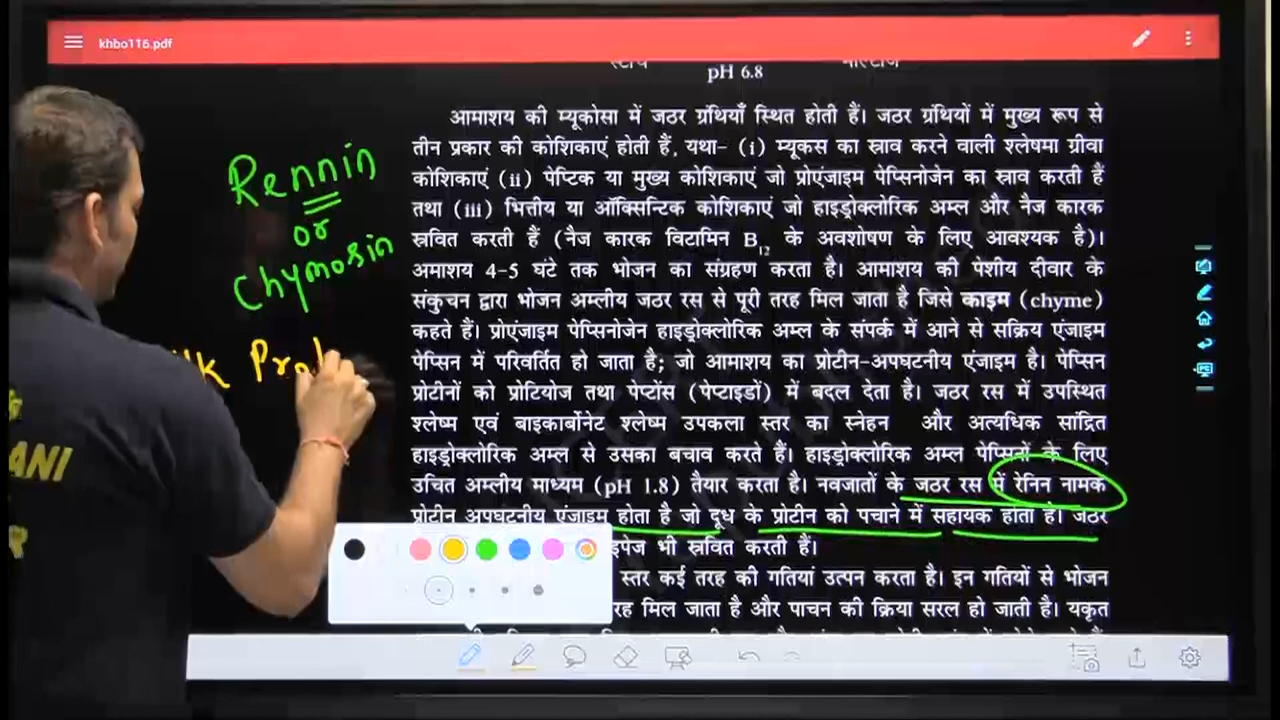 khbo116.pdf
pH 6.8
आमाशय की म्यूकोसा में जठर ग्रंथियाँ स्थित होती हैं। जठर ग्रंथियों में मुख्य रूप से
तीन प्रकार की कोशिकाएं होती हैं, यथा- (i) म्यूकस का स्राव करने वाली श्लेषमा ग्रीवा
कोशिकाएं (ii) पेप्टिक या मुख्य कोशिकाएं जो प्रोएंजाइम पेप्सिनोजेन का स्राव करती हैं
तथा (iii) भित्तीय या ऑक्सिन्टिक कोशिकाएं जो हाइड्रोक्लोरिक अम्ल और नैज कारक
स्रवित करती हैं (नैज कारक विटामिन B12 के अवशोषण के लिए आवश्यक है)।
अमाशय 4-5 घंटे तक भोजन का संग्रहण करता है। आमाशय की पेशीय दीवार के
संकुचन द्वारा भोजन अम्लीय जठर रस से पूरी तरह मिल जाता है जिसे काइम (chyme)
कहते हैं। प्रोएंजाइम पेप्सिनोजेन हाइड्रोक्लोरिक अम्ल के संपर्क में आने से सक्रिय एंजाइम
पेप्सिन में परिवर्तित हो जाता है; जो आमाशय का प्रोटीन-अपघटनीय एंजाइम है। पेप्सिन
प्रोटीनों को प्रोटियोज तथा पेप्टोंस (पेप्टाइडों) में बदल देता है। जठर रस में उपस्थित
श्लेष्म एवं बाइकार्बोनेट श्लेष्म उपकला स्तर का स्नेहन और अत्यधिक सांद्रित
हाइड्रोक्लोरिक अम्ल से उसका बचाव करते हैं। हाइड्रोक्लोरिक अम्ल पेप्सिनों के लिए
उचित अम्लीय माध्यम (pH 1.8) तैयार करता है। नवजातों के जठर रस में रेनिन नामक
प्रोटीन अपघटनीय एंजाइम होता है जो दूध के प्रोटीन को पचाने में सहायक होता है। जठर
भी स्रवित करती हैं।
स्तर कई तरह की गतियां उत्पन करता है। इन गतियों से भोजन
मिल जाता है और पाचन की क्रिया सरल हो जाती है। यकृत
Rennin
or
Chymosin
ANI
R